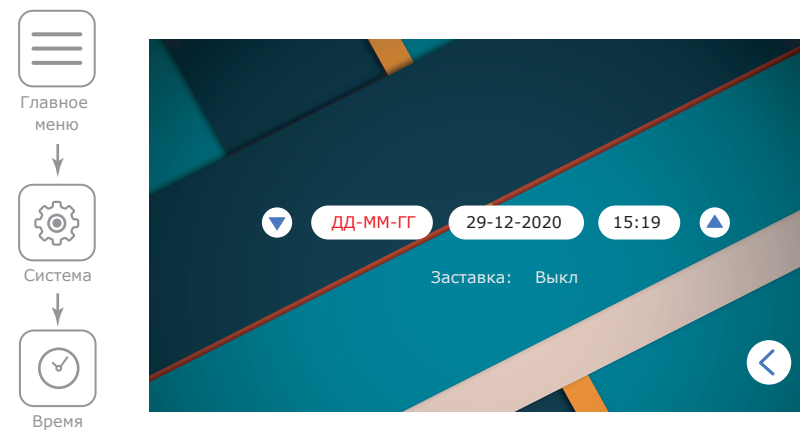 Главное
меню
Система
Время
ДД-ММ-ГГ 29-12-2020 15:19
Заставка: Выкл